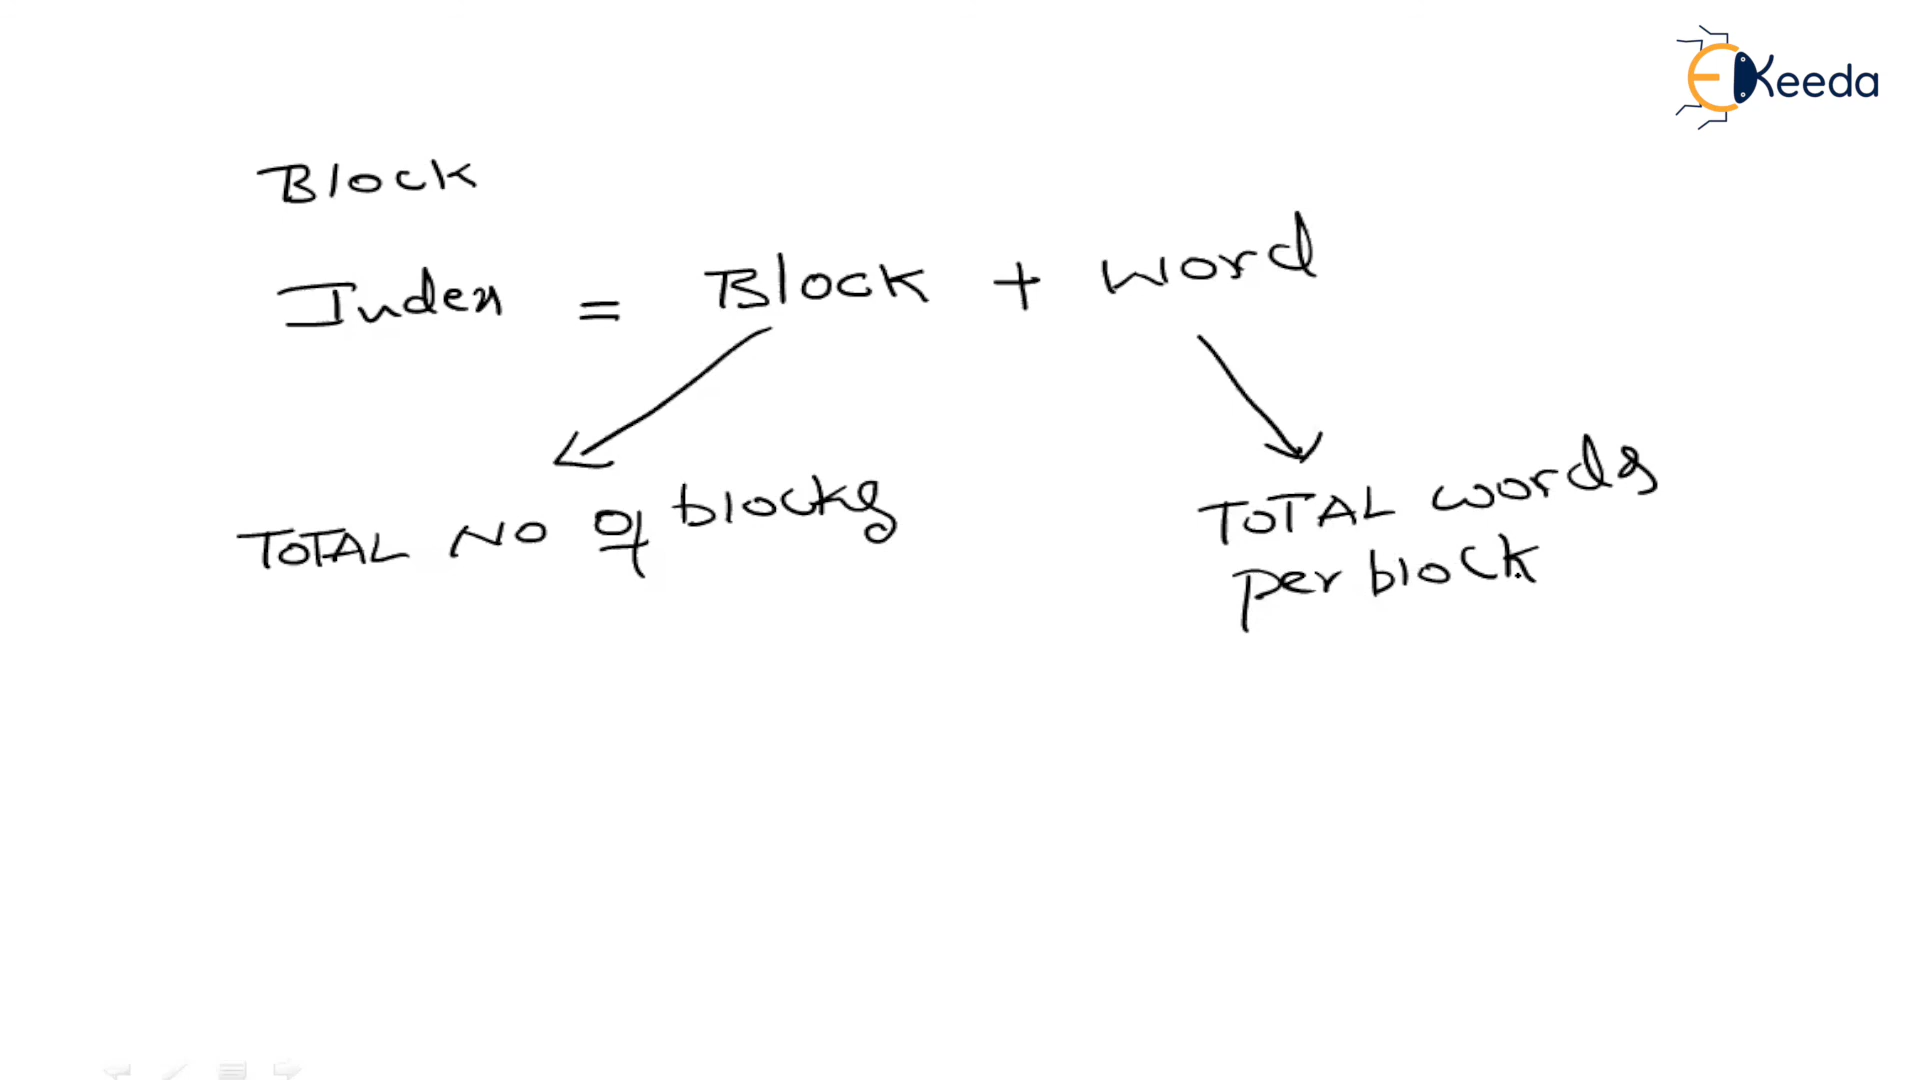 EKeeda
Block
Index = Block + word
TOTAL NO of blocks
TOTAL words
per block